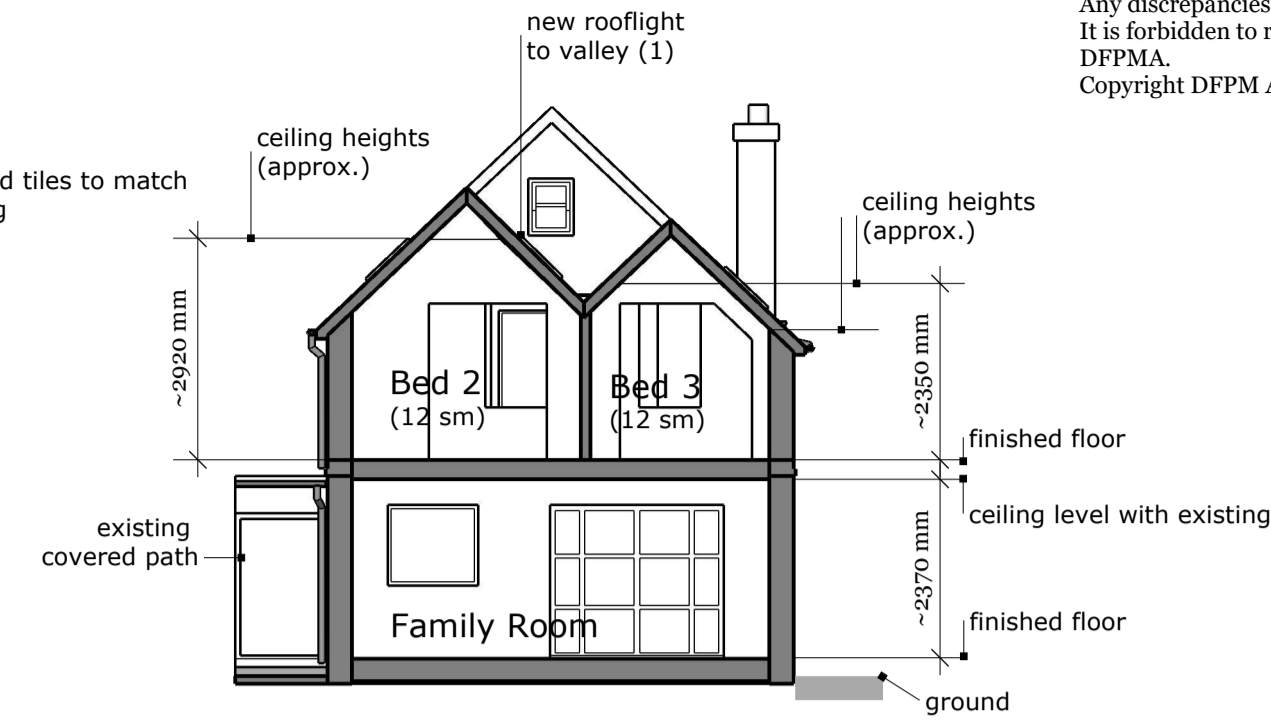 Any discrepancies
It is forbidden to
DFPMA.
Copyright DFPM
new rooflight
to valley (1)
ceiling heights
(approx.)
tiles to match
ceiling heights
(approx.)
~2920 mm
~2350 mm
Bed 2
(12 sm)
Bed 3
(12 sm)
finished floor
ceiling level with existing
existing
covered path
~2370 mm
Family Room
finished floor
ground